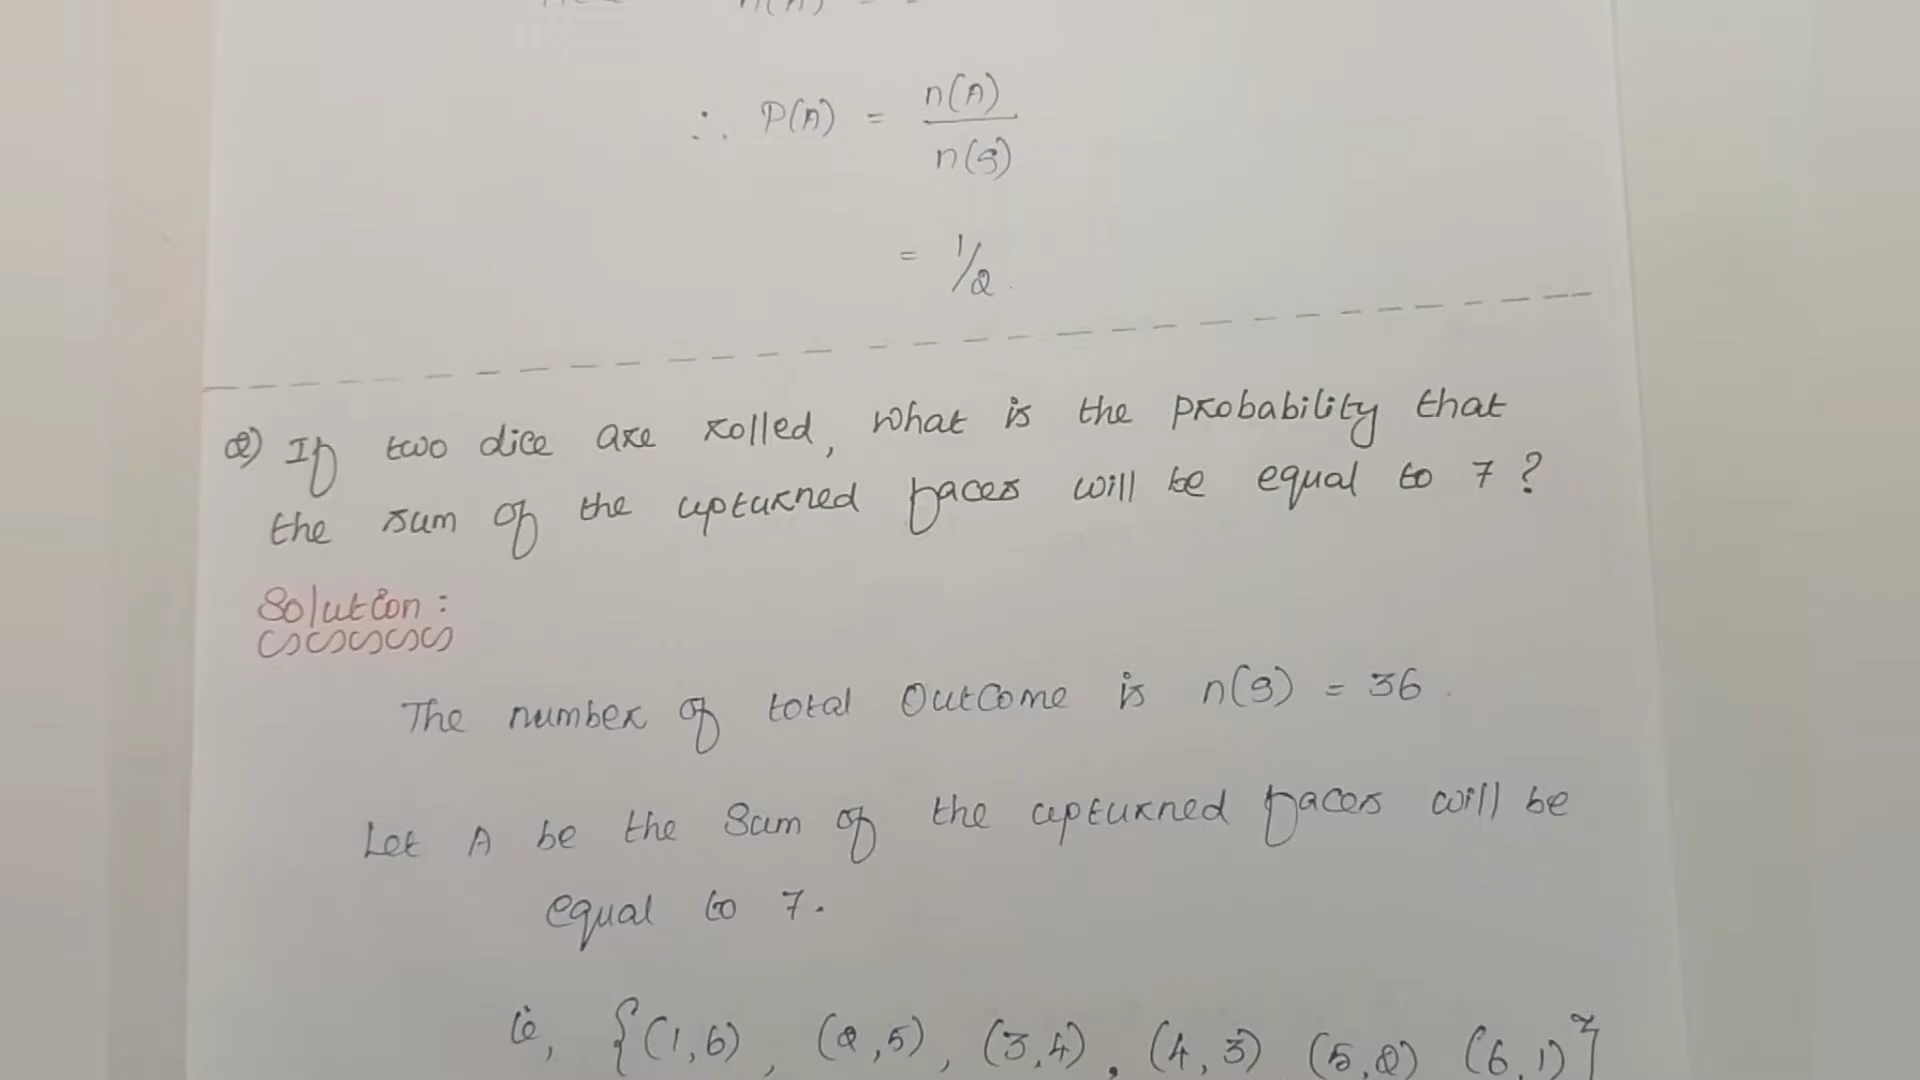 ∴ P(A) = n(A)/n(S)
= 1/2.
2) If two dice are rolled, what is the probability that
the sum of the upturned faces will be equal to 7?
Solution:
The number of total Outcome is n(S) = 36.
Let A be the Sum of the upturned faces will be
equal to 7.
ie, {(1,6), (2,5), (3,4), (4,3) (5,2) (6,1)}